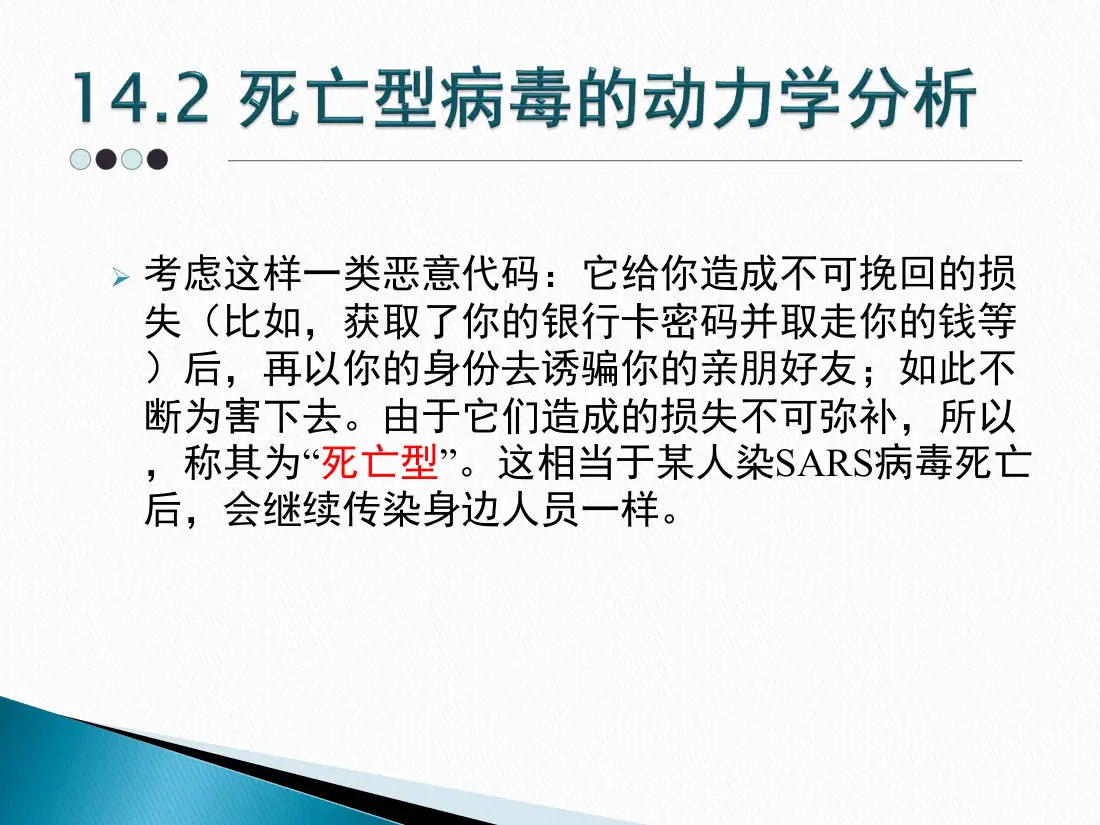 14.2 死亡型病毒的动力学分析
考虑这样一类恶意代码：它给你造成不可挽回的损
失（比如，获取了你的银行卡密码并取走你的钱等
）后，再以你的身份去诱骗你的亲朋好友；如此不
断为害下去。由于它们造成的损失不可弥补，所以
，称其为“死亡型”。这相当于某人染SARS病毒死亡
后，会继续传染身边人员一样。